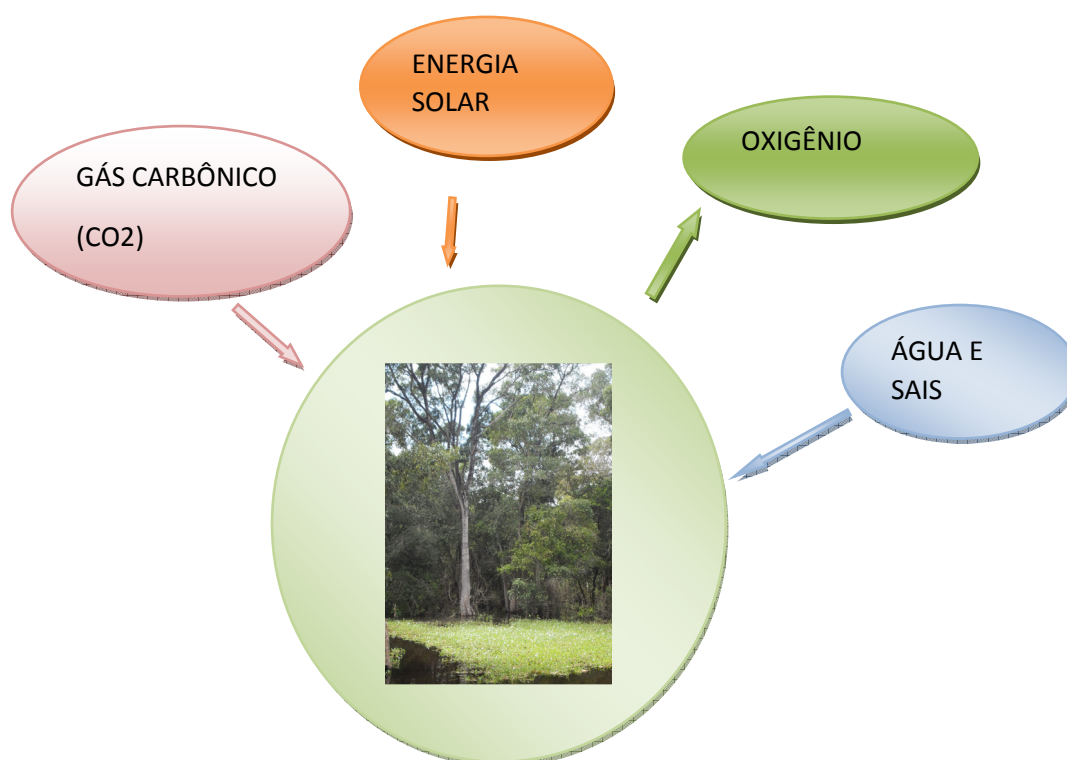 ENERGIA
SOLAR
OXIGÊNIO
GÁS CARBÔNICO
(CO2)
ÁGUA E
SAIS